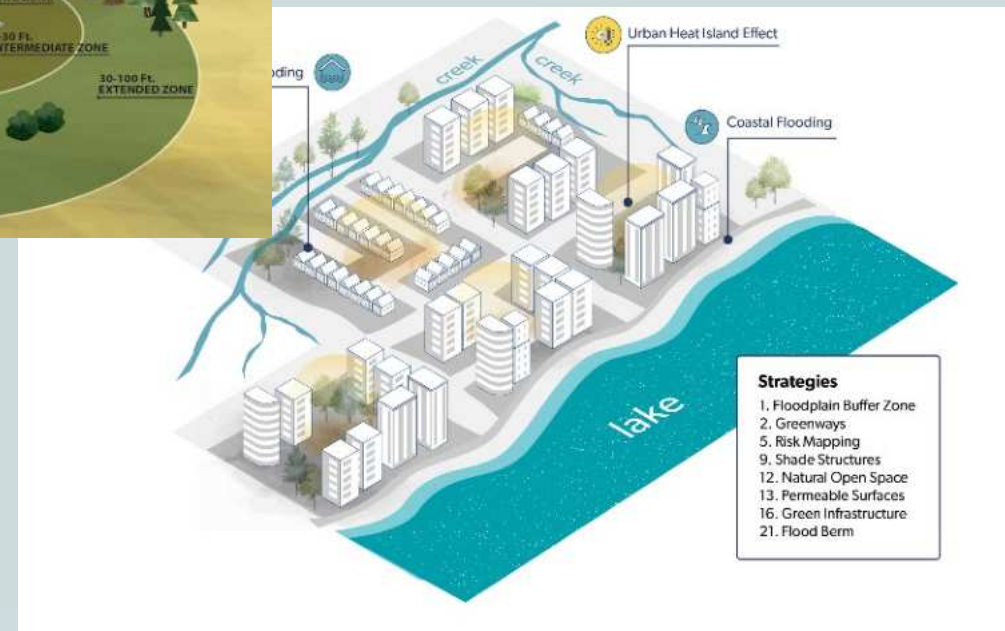 -30 Ft.
INTERMEDIATE ZONE
30-100 Ft.
EXTENDED ZONE
creek
creek
Urban Heat Island Effect
Coastal Flooding
lake
Strategies
1. Floodplain Buffer Zone
2. Greenways
5. Risk Mapping
9. Shade Structures
12. Natural Open Space
13. Permeable Surfaces
16. Green Infrastructure
21. Flood Berm